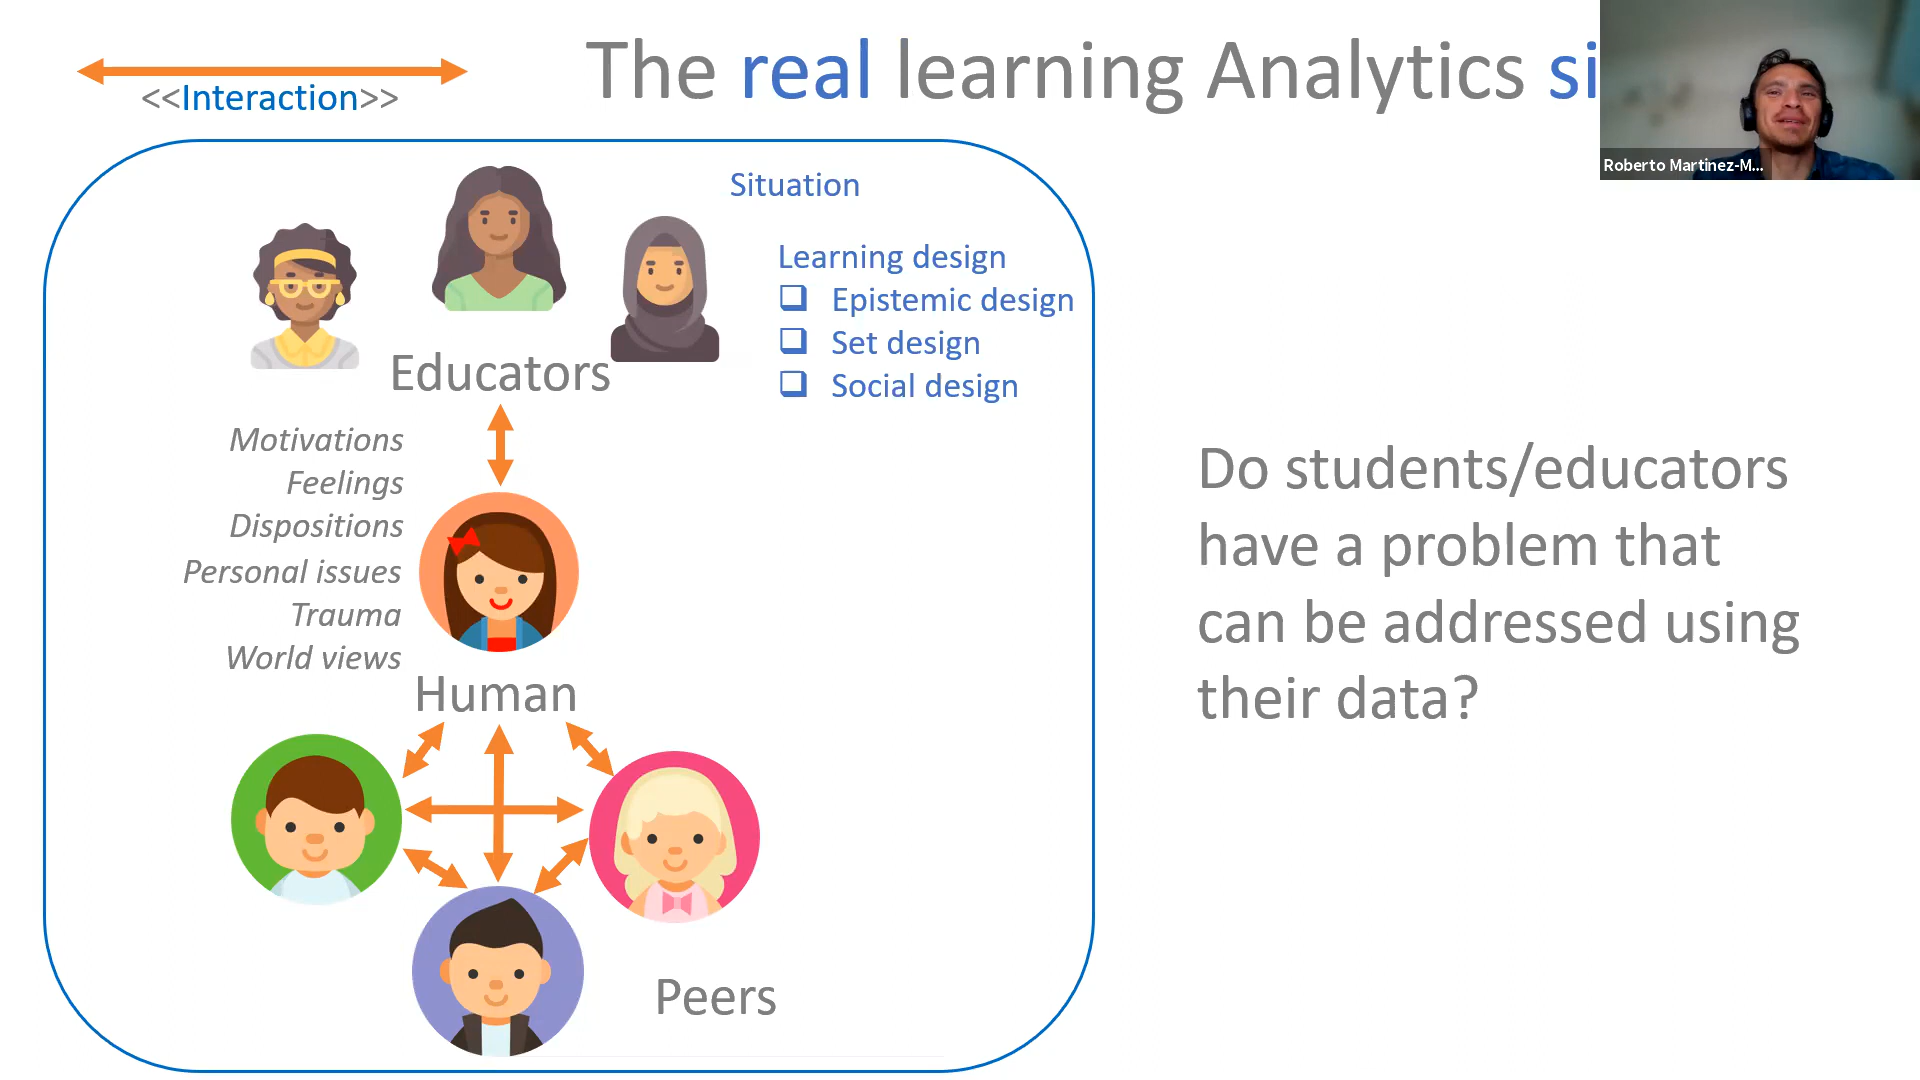 The real learning Analytics si
<<Interaction>>
Roberto Martinez-M...
Situation
Learning design
❑ Epistemic design
❑ Set design
❑ Social design
Educators
Motivations
Feelings
Dispositions
Personal issues
Trauma
World views
Human
Peers
Do students/educators
have a problem that
can be addressed using
their data?